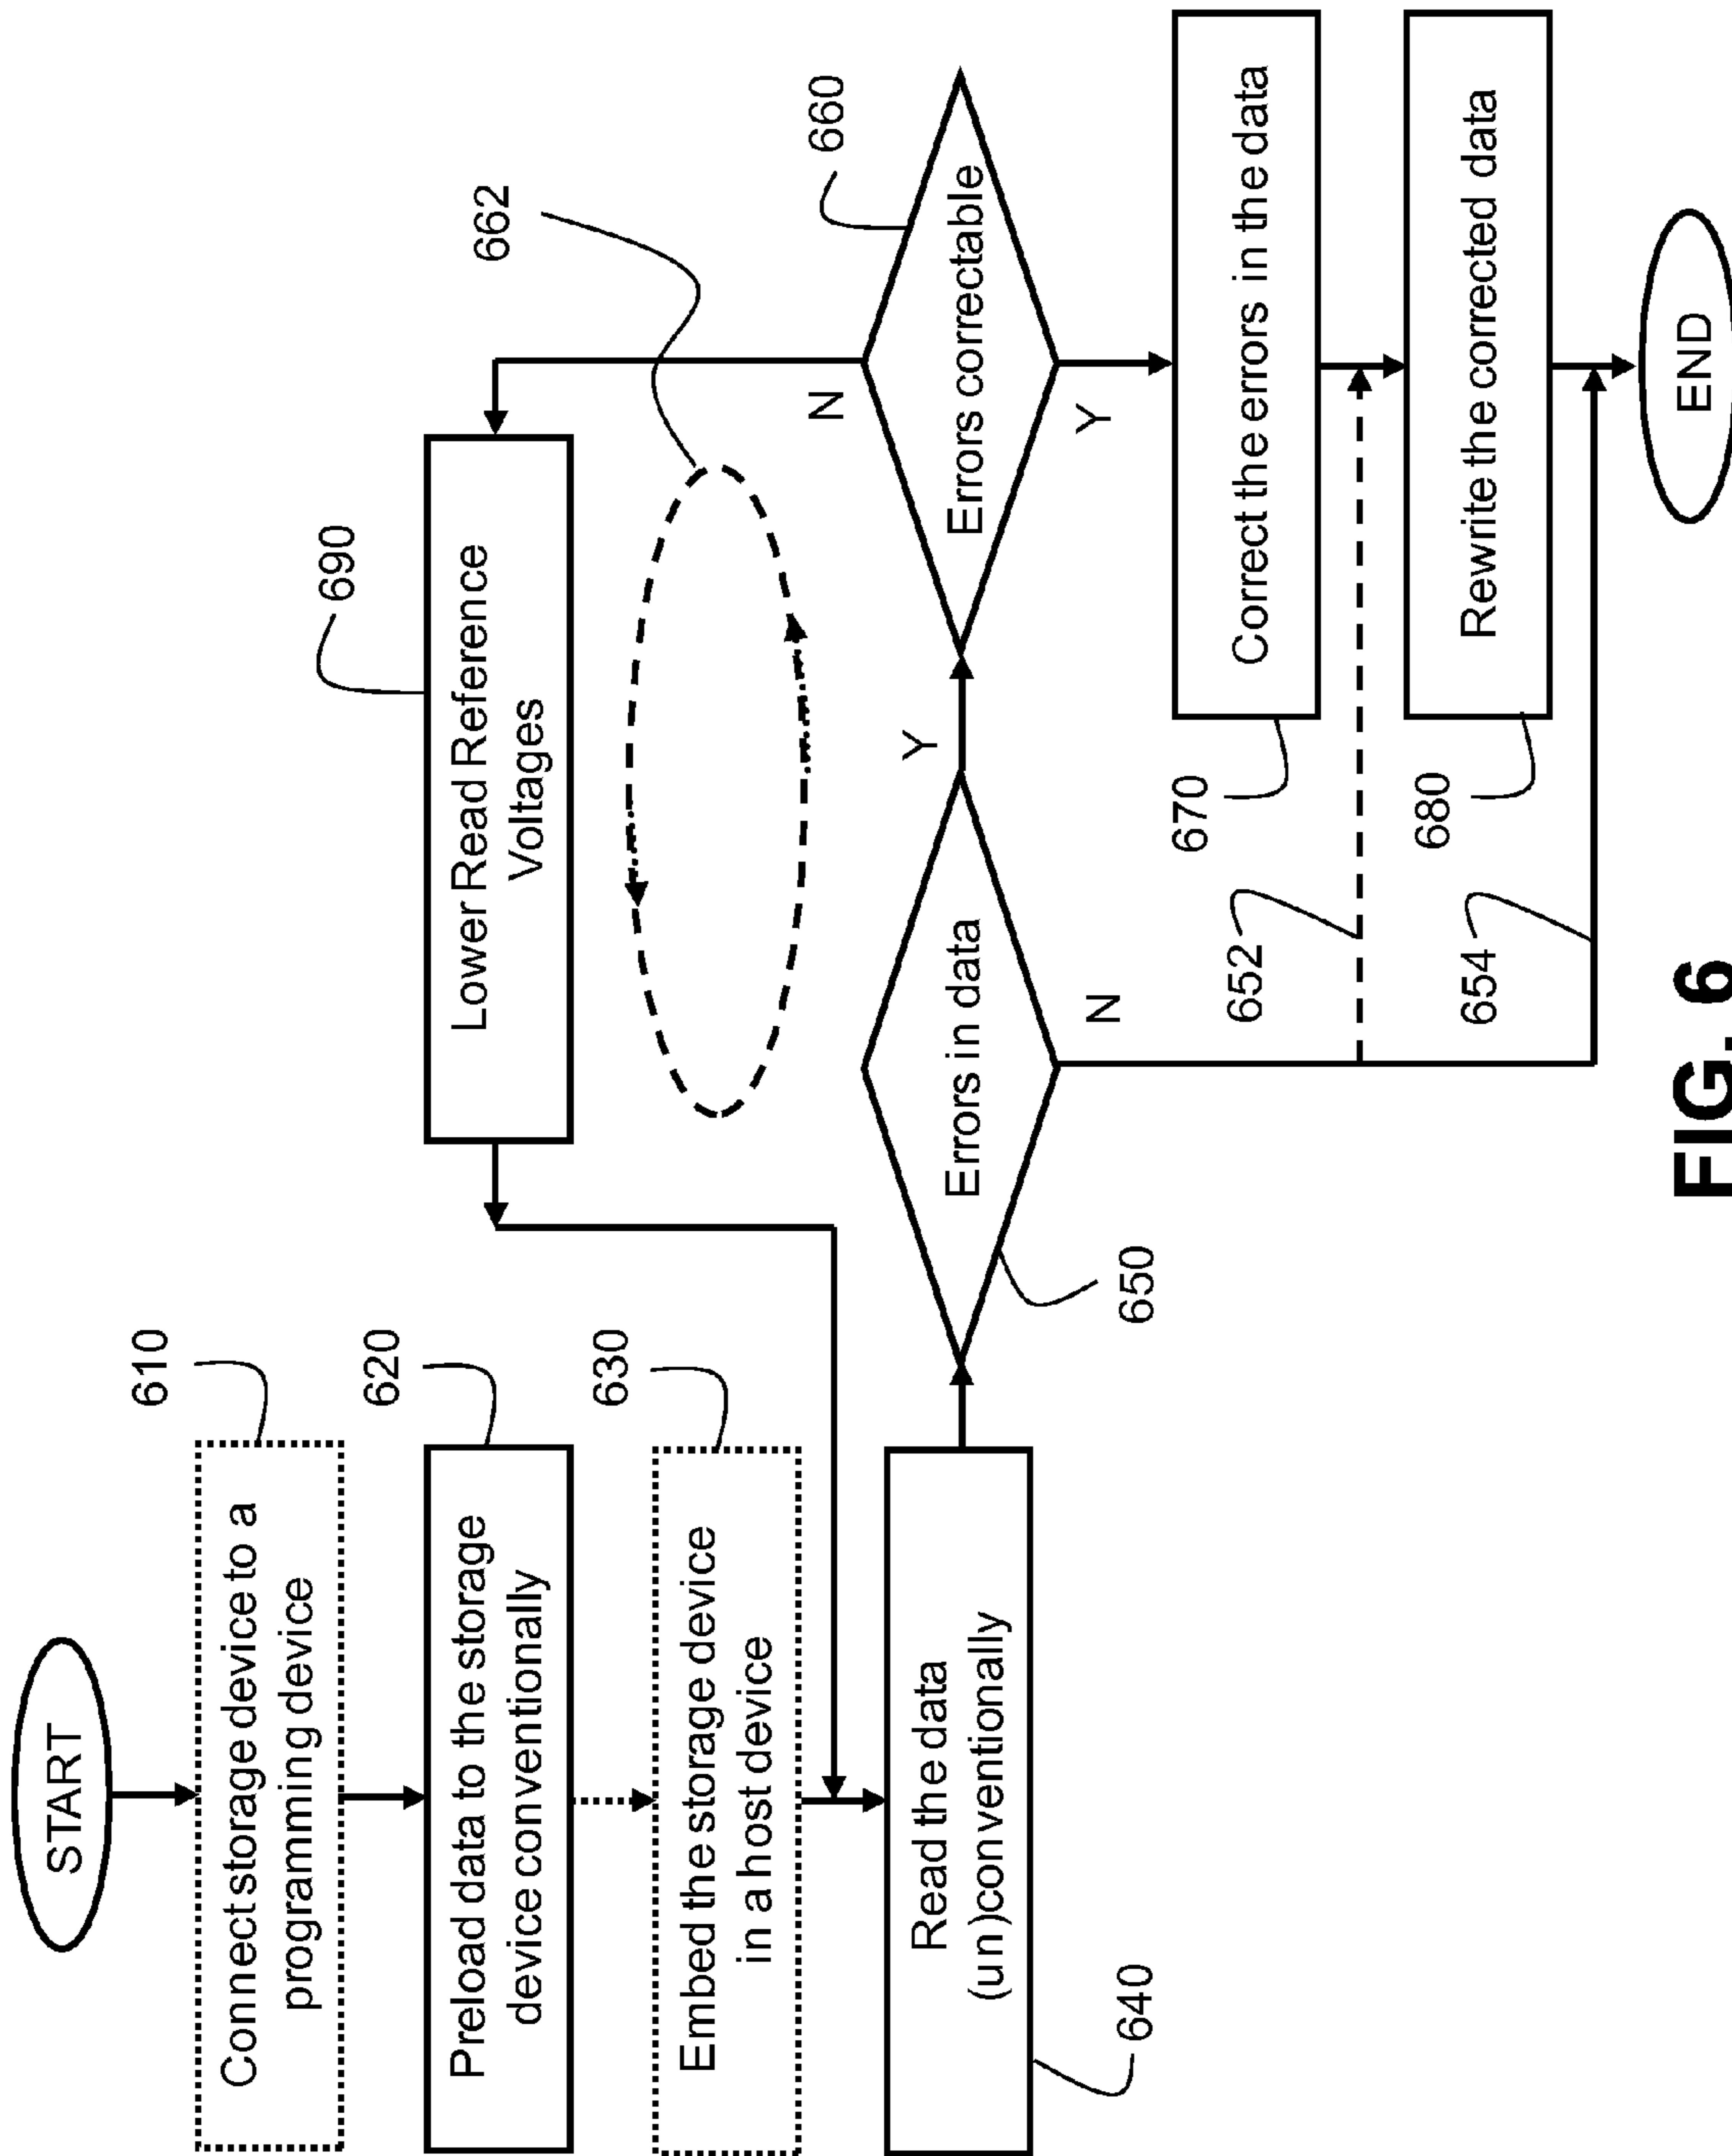 START
610
Connect storage device to a
programming device
620
Preload data to the storage
device conventionally
630
Embed the storage device
in a host device
640
Read the data
(un)conventionally
650
Errors in data
Y
N
652
654
660
Errors correctable
N
Y
662
690
Lower Read Reference
Voltages
670
Correct the errors in the data
680
Rewrite the corrected data
END
FIG. 6